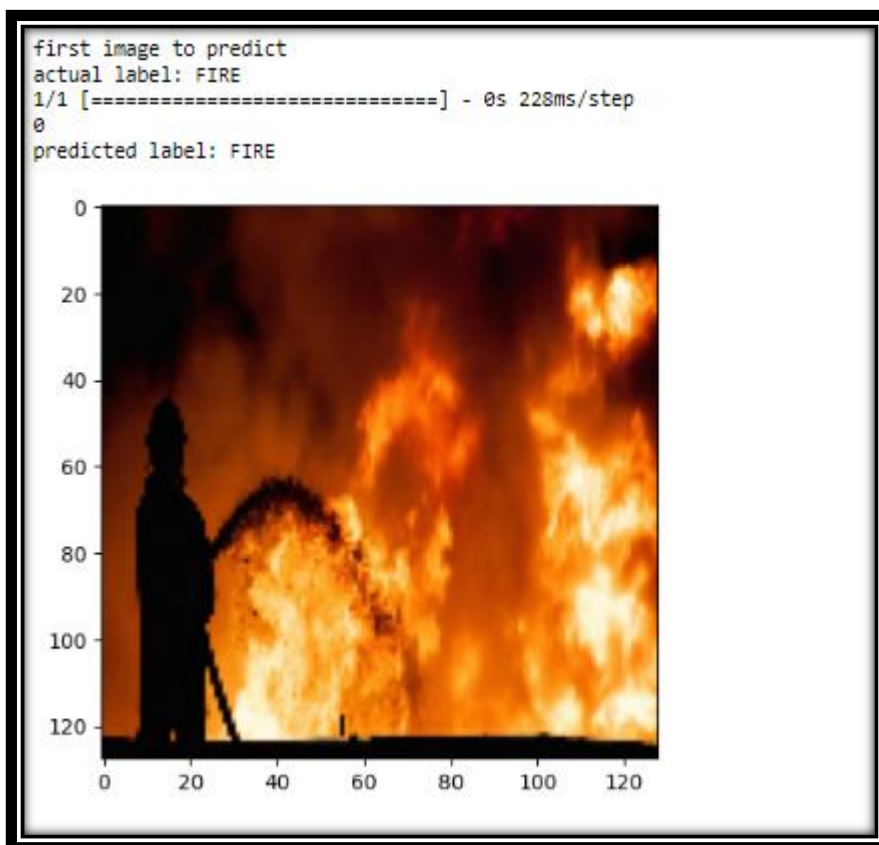 first image to predict
actual label: FIRE
1/1 [==============================] - 0s 228ms/step
0
predicted label: FIRE
0
20
40
60
80
100
120
0 20 40 60 80 100 120